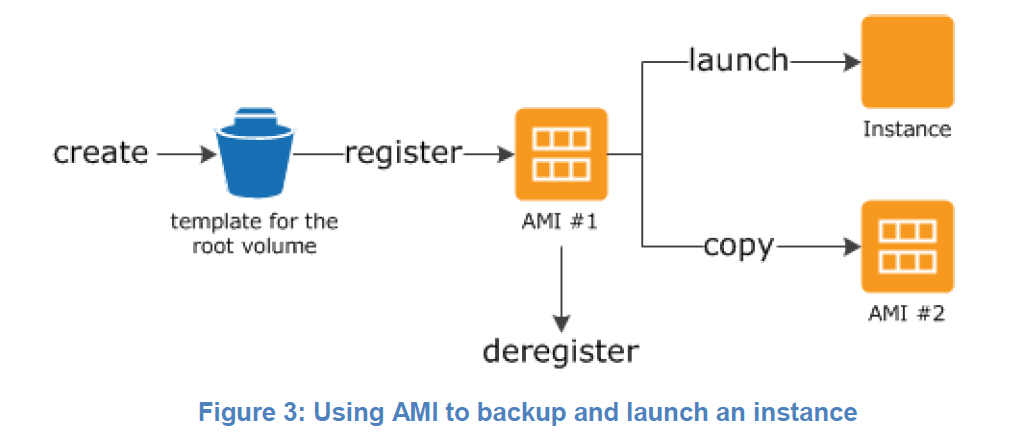 create
template for the
root volume
register
AMI #1
launch
Instance
copy
AMI #2
deregister
Figure 3: Using AMI to backup and launch an instance